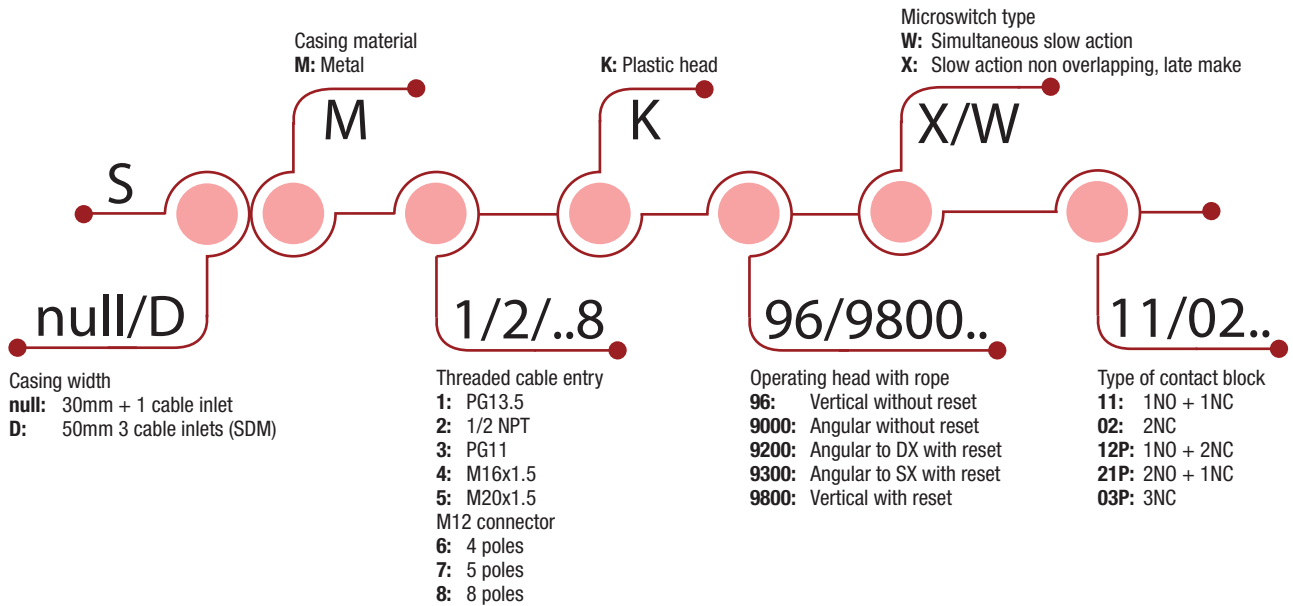 Microswitch type
W: Simultaneous slow action
X: Slow action non overlapping, late make
Casing material
M: Metal
K: Plastic head
M
K
X/W
S
null/D
1/2/..8
96/9800..
11/02..
Casing width
null: 30mm + 1 cable inlet
D: 50mm 3 cable inlets (SDM)
Threaded cable entry
1: PG13.5
2: 1/2 NPT
3: PG11
4: M16x1.5
5: M20x1.5
M12 connector
6: 4 poles
7: 5 poles
8: 8 poles
Operating head with rope
96: Vertical without reset
9000: Angular without reset
9200: Angular to DX with reset
9300: Angular to SX with reset
9800: Vertical with reset
Type of contact block
11: 1NO + 1NC
02: 2NC
12P: 1NO + 2NC
21P: 2NO + 1NC
03P: 3NC